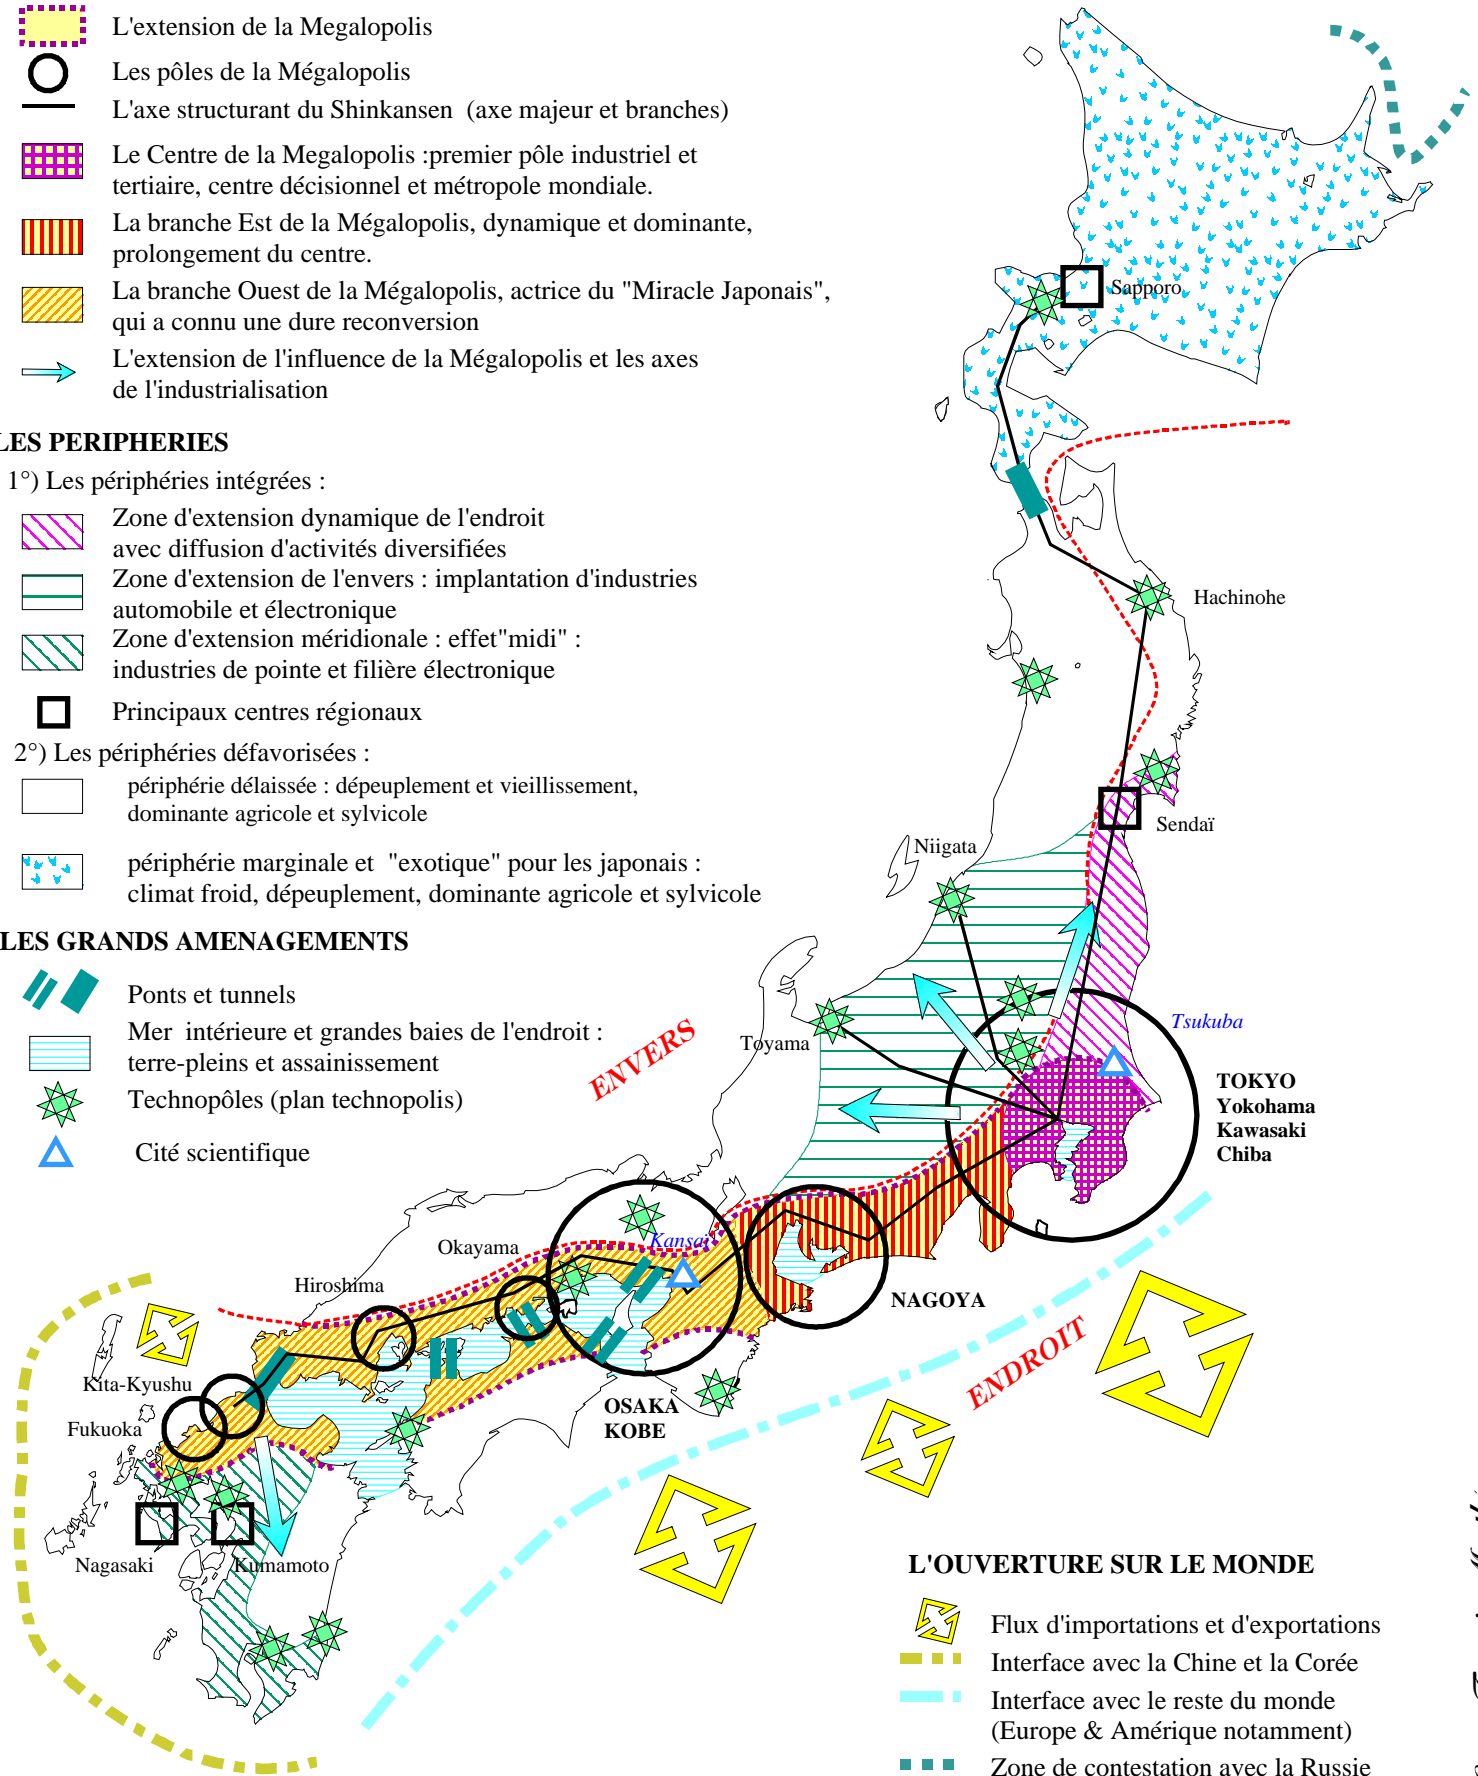 L'extension de la Megalopolis
Les pôles de la Mégalopolis
L'axe structurant du Shinkansen (axe majeur et branches)
Le Centre de la Megalopolis :premier pôle industriel et
tertiaire, centre décisionnel et métropole mondiale.
La branche Est de la Mégalopolis, dynamique et dominante,
prolongement du centre.
La branche Ouest de la Mégalopolis, actrice du "Miracle Japonais",
qui a connu une dure reconversion
L'extension de l'influence de la Mégalopolis et les axes
de l'industrialisation
LES PERIPHERIES
1°) Les périphéries intégrées :
Zone d'extension dynamique de l'endroit
avec diffusion d'activités diversifiées
Zone d'extension de l'envers : implantation d'industries
automobile et électronique
Zone d'extension méridionale : effet"midi" :
industries de pointe et filière électronique
Principaux centres régionaux
2°) Les périphéries défavorisées :
périphérie délaissée : dépeuplement et vieillissement,
dominante agricole et sylvicole
périphérie marginale et "exotique" pour les japonais :
climat froid, dépeuplement, dominante agricole et sylvicole
LES GRANDS AMENAGEMENTS
Ponts et tunnels
Mer intérieure et grandes baies de l'endroit :
terre-pleins et assainissement
Technopôles (plan technopolis)
Cité scientifique
Sapporo
Hachinohe
Sendaï
Niigata
Toyama
Tsukuba
ENVERS
TOKYO
Yokohama
Kawasaki
Chiba
Kansaï
Okayama
Hiroshima
NAGOYA
ENDROIT
Kita-Kyushu
Fukuoka
OSAKA
KOBE
Nagasaki
Kumamoto
L'OUVERTURE SUR LE MONDE
Flux d'importations et d'exportations
Interface avec la Chine et la Corée
Interface avec le reste du monde
(Europe & Amérique notamment)
Zone de contestation avec la Russie